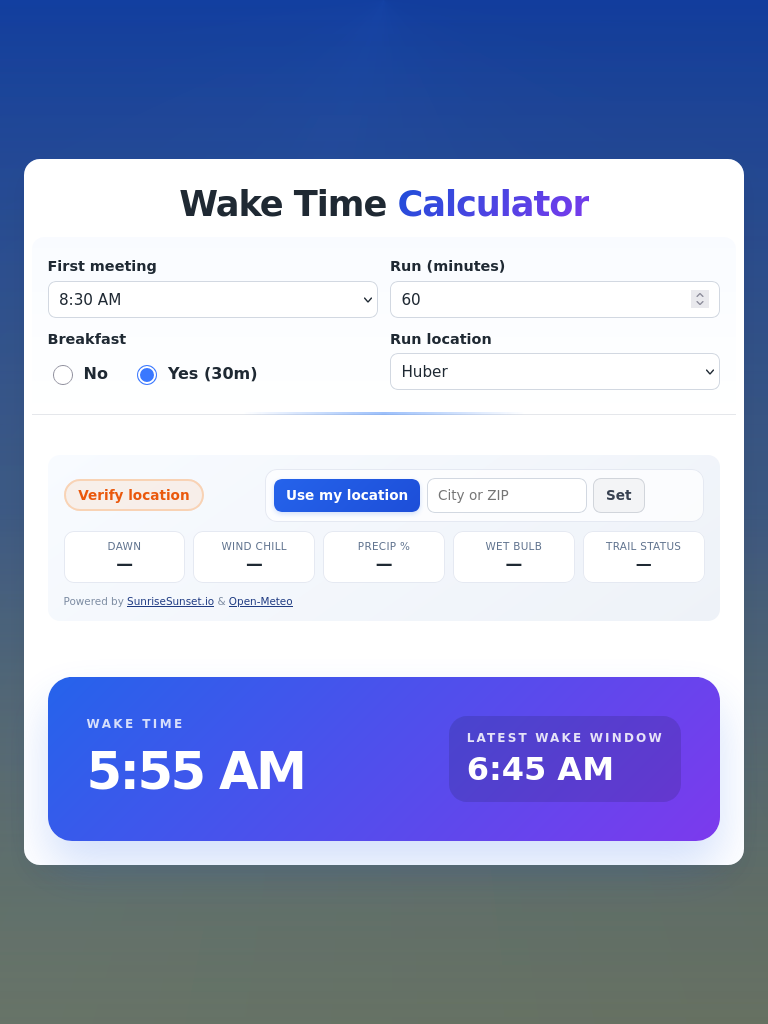 Wake Time Calculator
First meeting
8:30 AM
Run (minutes)
60
Breakfast
No
Yes (30m)
Run location
Huber
Verify location
Use my location
City or ZIP
Set
DAWN
—
WIND CHILL
—
PRECIP %
—
WET BULB
—
TRAIL STATUS
—
Powered by SunriseSunset.io & Open-Meteo
WAKE TIME
5:55 AM
LATEST WAKE WINDOW
6:45 AM